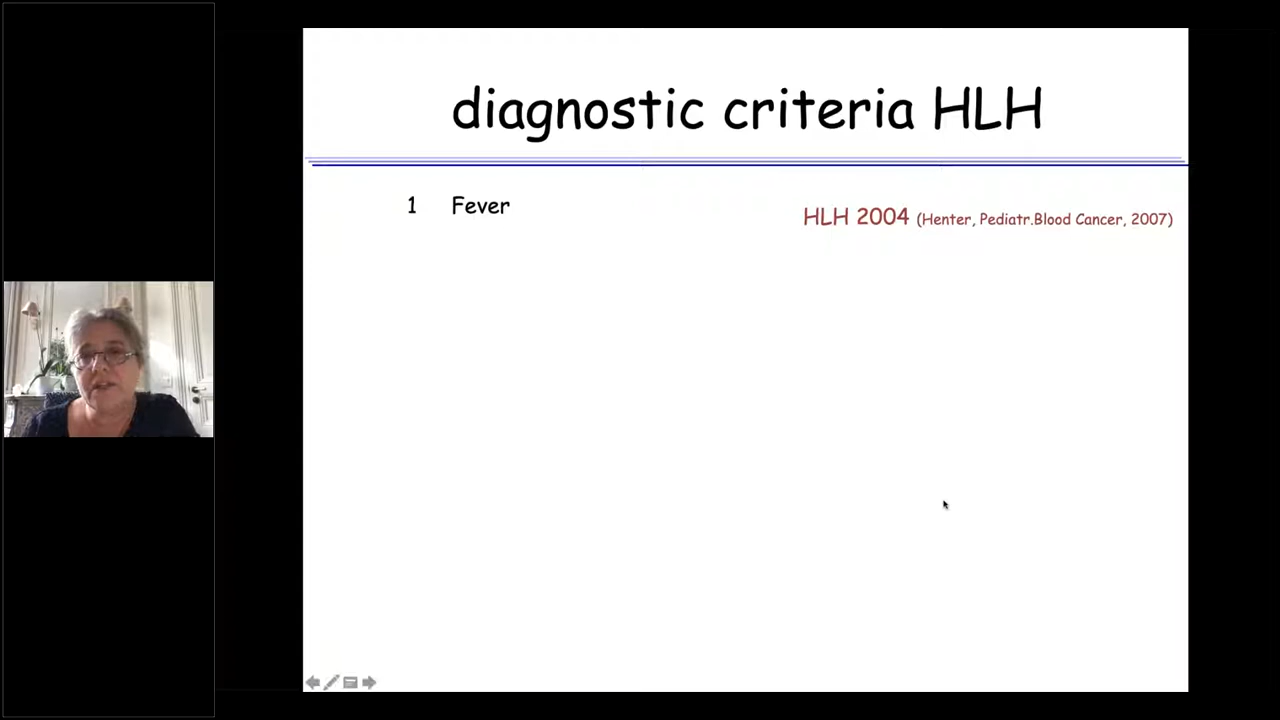 diagnostic criteria HLH
1 Fever
HLH 2004 (Henter, Pediatr.Blood Cancer, 2007)